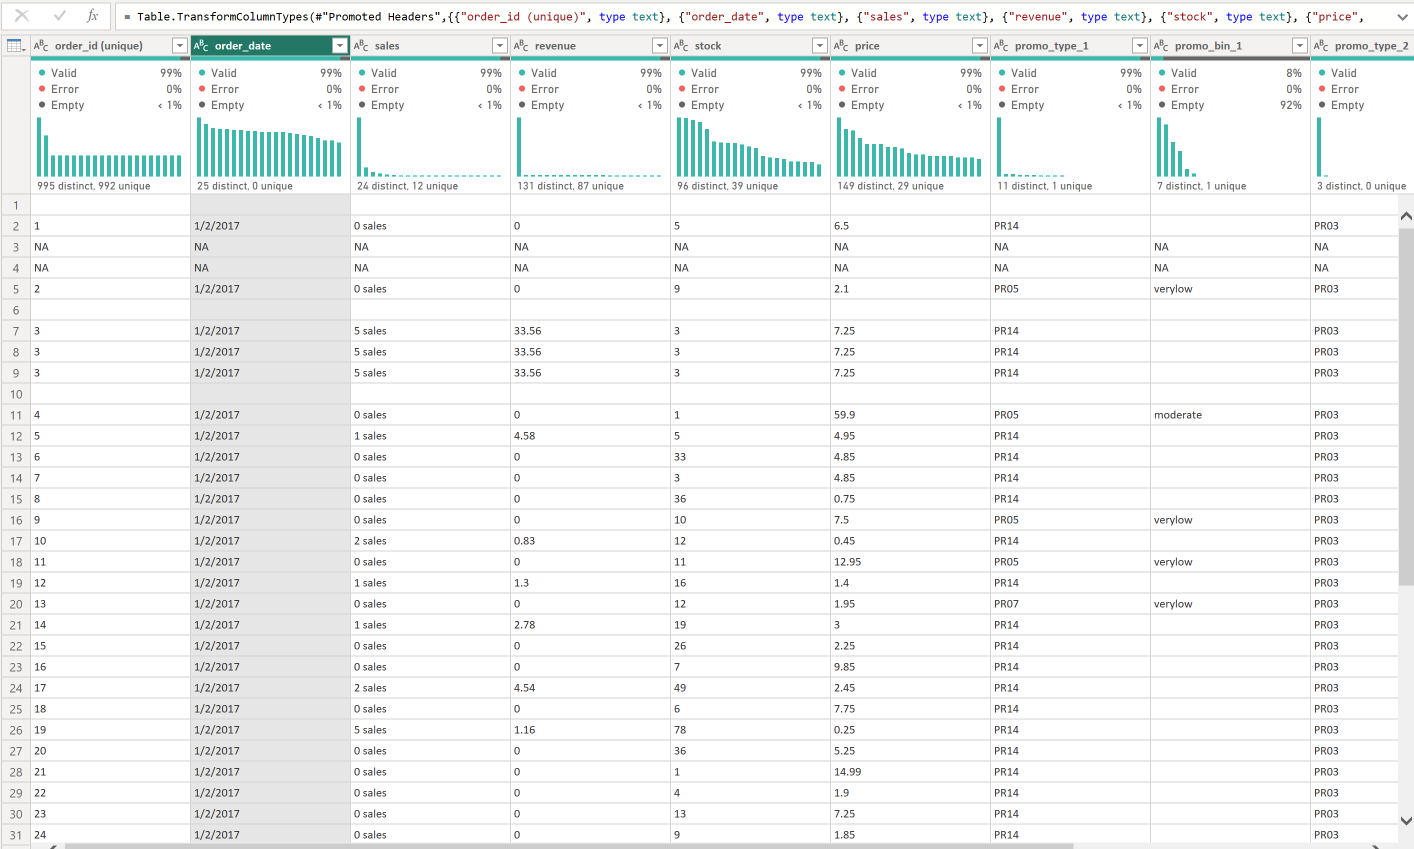 fx = Table.TransformColumnTypes(#"Promoted Headers",{{"order_id (unique)", type text}, {"order_date", type text}, {"sales", type text}, {"revenue", type text}, {"stock", type text}, {"price",
ABC order_id (unique) ABC order_date ABC sales ABC revenue ABC stock ABC price ABC promo_type_1 ABC promo_bin_1 ABC promo_type_2
Valid 99% Valid 99% Valid 99% Valid 99% Valid 99% Valid 99% Valid 99% Valid 8% Valid
Error 0% Error 0% Error 0% Error 0% Error 0% Error 0% Error 0% Error 0% Error
Empty < 1% Empty < 1% Empty < 1% Empty < 1% Empty < 1% Empty < 1% Empty < 1% Empty 92% Empty
995 distinct, 992 unique 25 distinct, 0 unique 24 distinct, 12 unique 131 distinct, 87 unique 96 distinct, 39 unique 149 distinct, 29 unique 11 distinct, 1 unique 7 distinct, 1 unique 3 distinct, 0 unique
1
2 1 1/2/2017 0 sales 0 5 6.5 PR14 PR03
3 NA NA NA NA NA NA NA NA NA
4 NA NA NA NA NA NA NA NA NA
5 2 1/2/2017 0 sales 0 9 2.1 PR05 verylow PR03
6
7 3 1/2/2017 5 sales 33.56 3 7.25 PR14 PR03
8 3 1/2/2017 5 sales 33.56 3 7.25 PR14 PR03
9 3 1/2/2017 5 sales 33.56 3 7.25 PR14 PR03
10
11 4 1/2/2017 0 sales 0 1 59.9 PR05 moderate PR03
12 5 1/2/2017 1 sales 4.58 5 4.95 PR14 PR03
13 6 1/2/2017 0 sales 0 33 4.85 PR14 PR03
14 7 1/2/2017 0 sales 0 3 4.85 PR14 PR03
15 8 1/2/2017 0 sales 0 36 0.75 PR14 PR03
16 9 1/2/2017 0 sales 0 10 7.5 PR05 verylow PR03
17 10 1/2/2017 2 sales 0.83 12 0.45 PR14 PR03
18 11 1/2/2017 0 sales 0 11 12.95 PR05 verylow PR03
19 12 1/2/2017 1 sales 1.3 16 1.4 PR14 PR03
20 13 1/2/2017 0 sales 0 12 1.95 PR07 verylow PR03
21 14 1/2/2017 1 sales 2.78 19 3 PR14 PR03
22 15 1/2/2017 0 sales 0 26 2.25 PR14 PR03
23 16 1/2/2017 0 sales 0 7 9.85 PR14 PR03
24 17 1/2/2017 2 sales 4.54 49 2.45 PR14 PR03
25 18 1/2/2017 0 sales 0 6 7.75 PR14 PR03
26 19 1/2/2017 5 sales 1.16 78 0.25 PR14 PR03
27 20 1/2/2017 0 sales 0 36 5.25 PR14 PR03
28 21 1/2/2017 0 sales 0 1 14.99 PR14 PR03
29 22 1/2/2017 0 sales 0 4 1.9 PR14 PR03
30 23 1/2/2017 0 sales 0 13 7.25 PR14 PR03
31 24 1/2/2017 0 sales 0 9 1.85 PR14 PR03